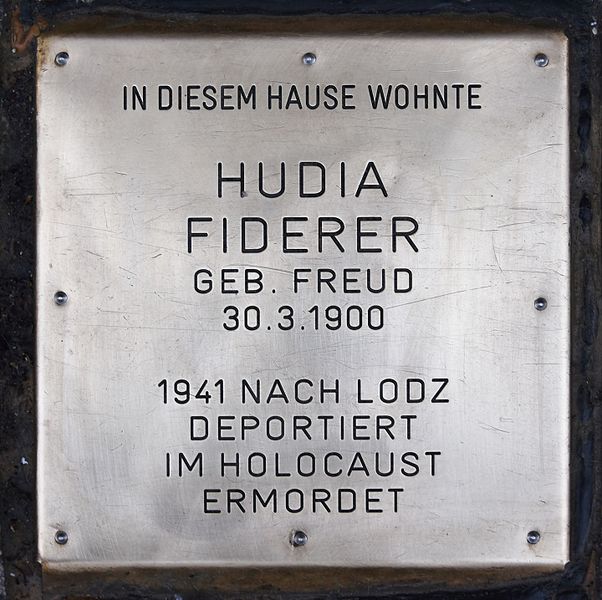 IN DIESEM HAUSE WOHNTE
HUDIA
FIDERER
GEB. FREUD
30.3.1900
1941 NACH LODZ
DEPORTIERT
IM HOLOCAUST
ERMORDET